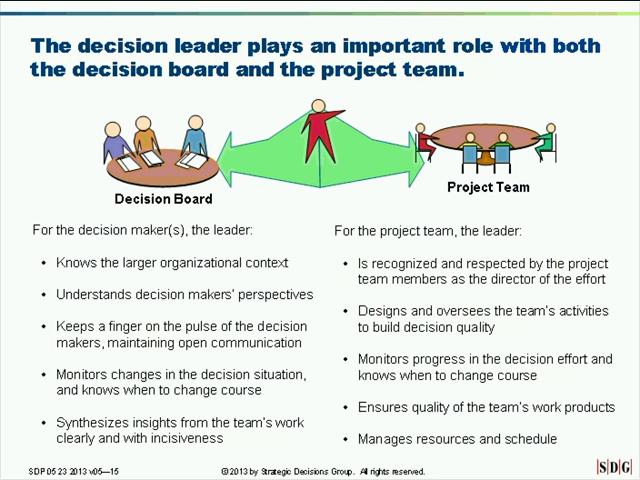 The decision leader plays an important role with both
the decision board and the project team.
Decision Board
Project Team
For the decision maker(s), the leader:
• Knows the larger organizational context
• Understands decision makers' perspectives
• Keeps a finger on the pulse of the decision
makers, maintaining open communication
• Monitors changes in the decision situation,
and knows when to change course
• Synthesizes insights from the team's work
clearly and with incisiveness
For the project team, the leader:
• Is recognized and respected by the project
team members as the director of the effort
• Designs and oversees the team's activities
to build decision quality
• Monitors progress in the decision effort and
knows when to change course
• Ensures quality of the team's work products
• Manages resources and schedule
SDP 05 23 2013 v05—15
© 2013 by Strategic Decisions Group. All rights reserved.
SDG